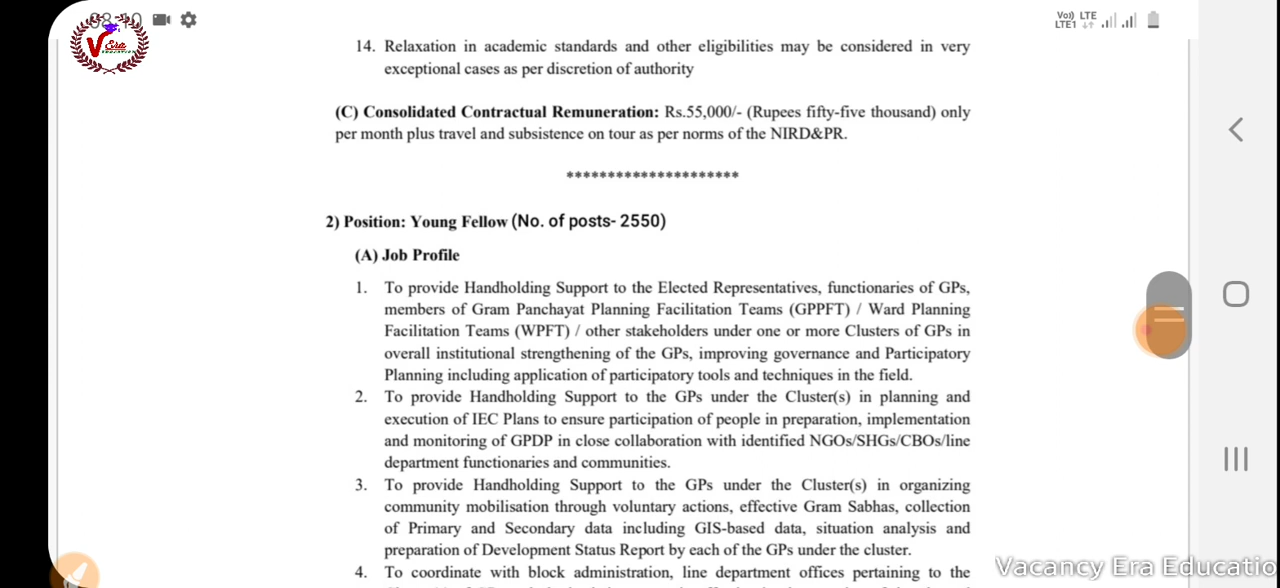 08:10
Vo)) LTE
LTE1
V Era
14. Relaxation in academic standards and other eligibilities may be considered in very
exceptional cases as per discretion of authority
(C) Consolidated Contractual Remuneration: Rs.55,000/- (Rupees fifty-five thousand) only
per month plus travel and subsistence on tour as per norms of the NIRD&PR.
*********************
2) Position: Young Fellow (No. of posts- 2550)
(A) Job Profile
1. To provide Handholding Support to the Elected Representatives, functionaries of GPs,
members of Gram Panchayat Planning Facilitation Teams (GPPFT) / Ward Planning
Facilitation Teams (WPFT) / other stakeholders under one or more Clusters of GPs in
overall institutional strengthening of the GPs, improving governance and Participatory
Planning including application of participatory tools and techniques in the field.
2. To provide Handholding Support to the GPs under the Cluster(s) in planning and
execution of IEC Plans to ensure participation of people in preparation, implementation
and monitoring of GPDP in close collaboration with identified NGOs/SHGs/CBOs/line
department functionaries and communities.
3. To provide Handholding Support to the GPs under the Cluster(s) in organizing
community mobilisation through voluntary actions, effective Gram Sabhas, collection
of Primary and Secondary data including GIS-based data, situation analysis and
preparation of Development Status Report by each of the GPs under the cluster.
4. To coordinate with block administration, line department offices pertaining to the
Vacancy Era Educatio